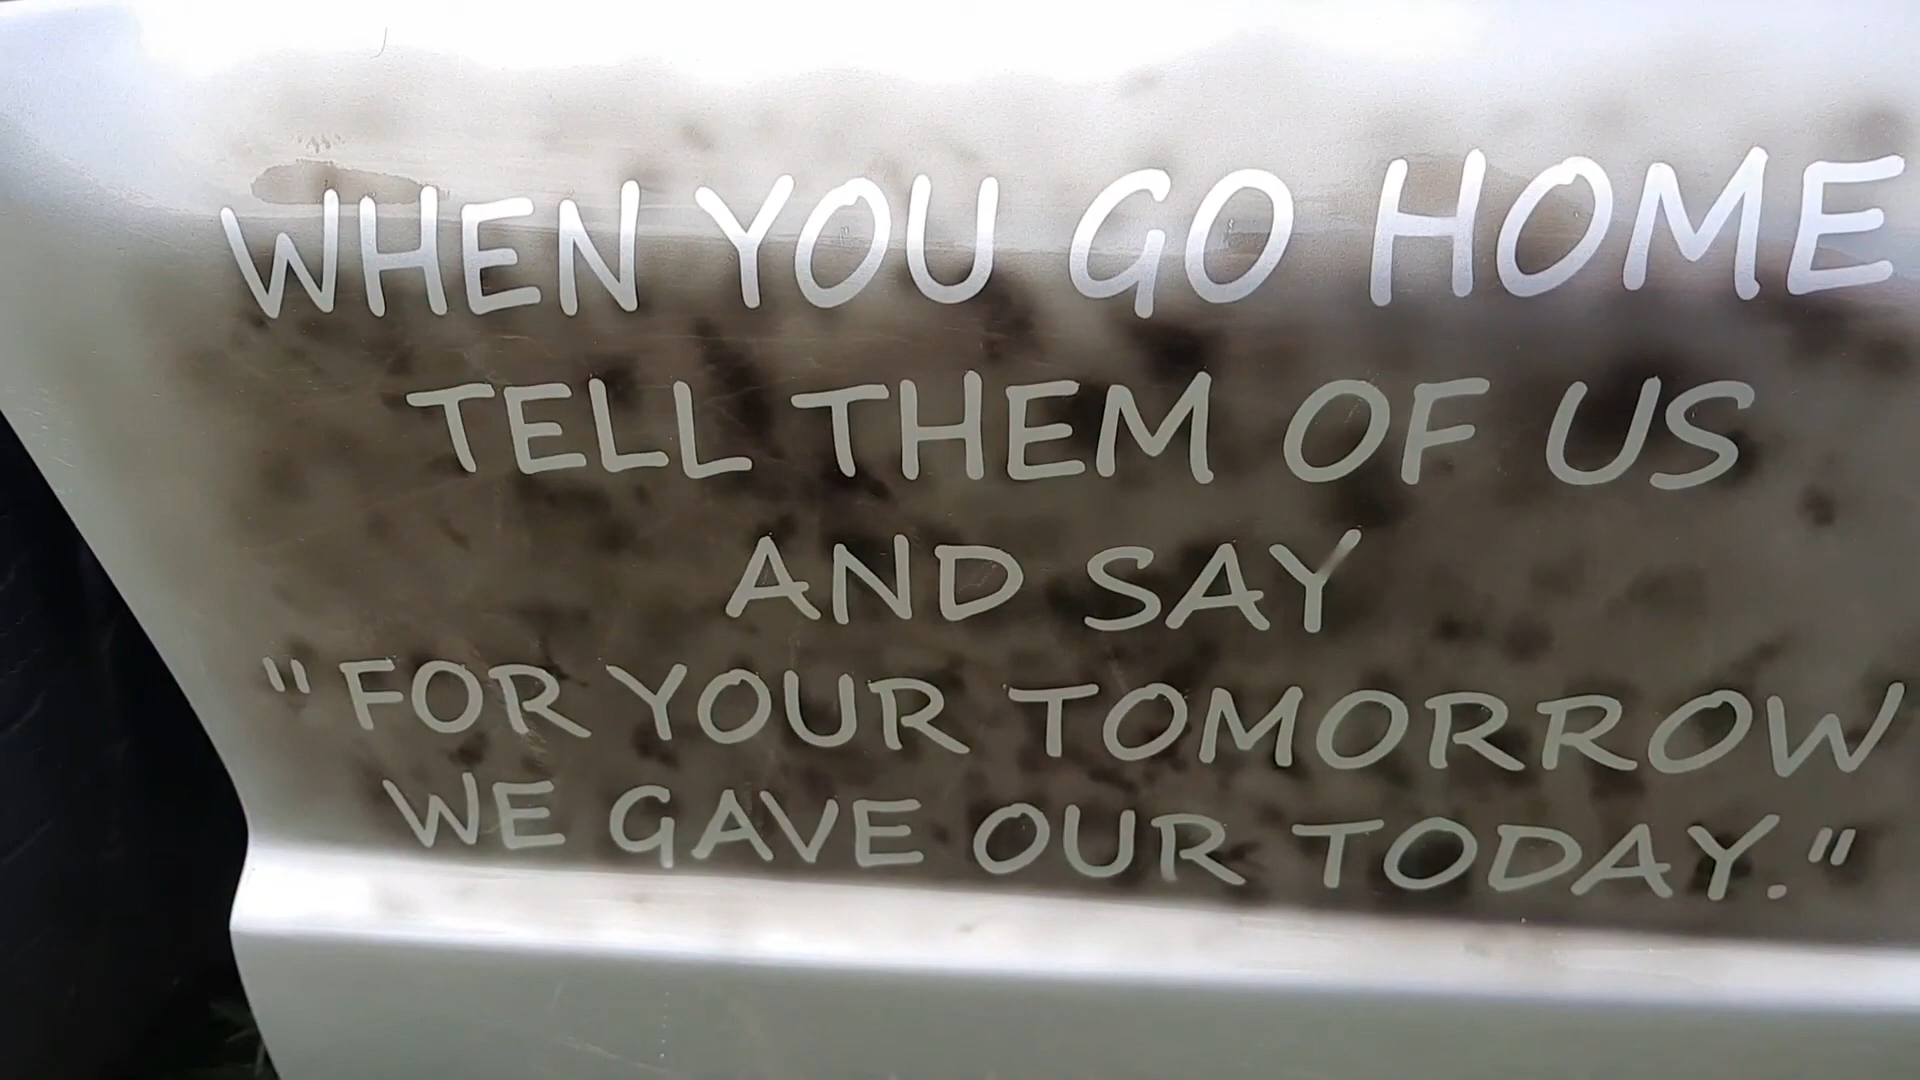 WHEN YOU GO HOME
TELL THEM OF US
AND SAY
"FOR YOUR TOMORROW
WE GAVE OUR TODAY."